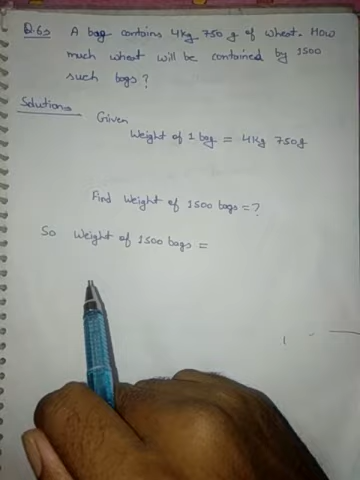 Q.6⇒ A bag contains 4kg 750 g of wheat. How
much wheat will be contained by 1500
such bags?
Solution⇒ Given
Weight of 1 bag = 4kg 750g
Find Weight of 1500 bags = ?
So Weight of 1500 bags =